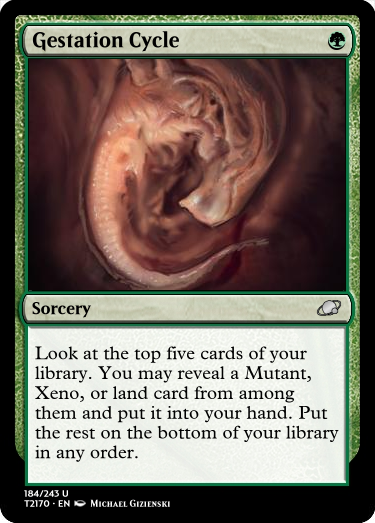 Gestation Cycle
Sorcery
Look at the top five cards of your
library. You may reveal a Mutant,
Xeno, or land card from among
them and put it into your hand. Put
the rest on the bottom of your library
in any order.
184/243 U
T2170 • EN Michael Gizienski